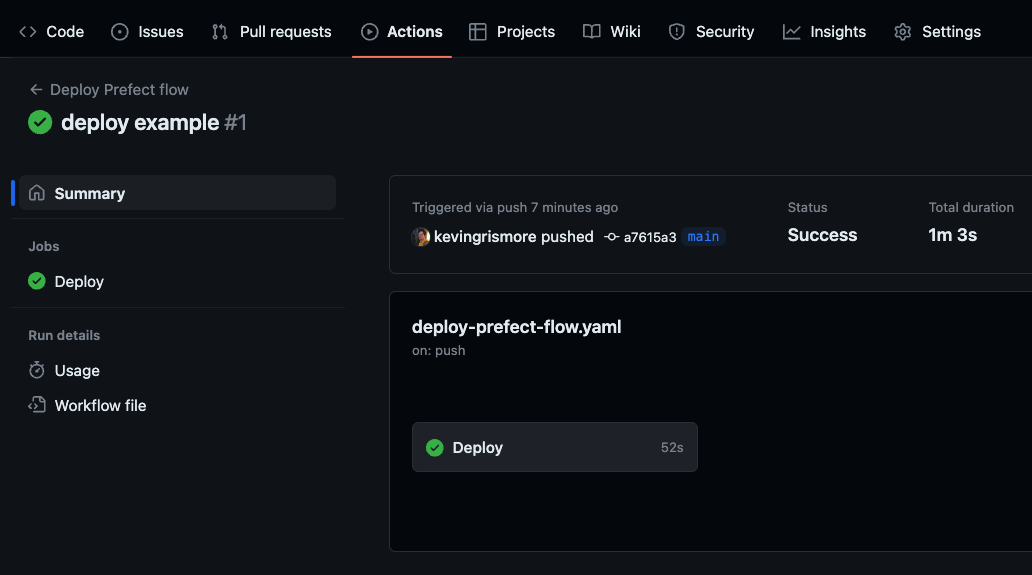 Code Issues Pull requests Actions Projects Wiki Security Insights Settings
Deploy Prefect flow
deploy example #1
Summary
Jobs
Deploy
Run details
Usage
Workflow file
Triggered via push 7 minutes ago
kevingrismore pushed a7615a3 main
Status
Success
Total duration
1m 3s
deploy-prefect-flow.yaml
on: push
Deploy 52s